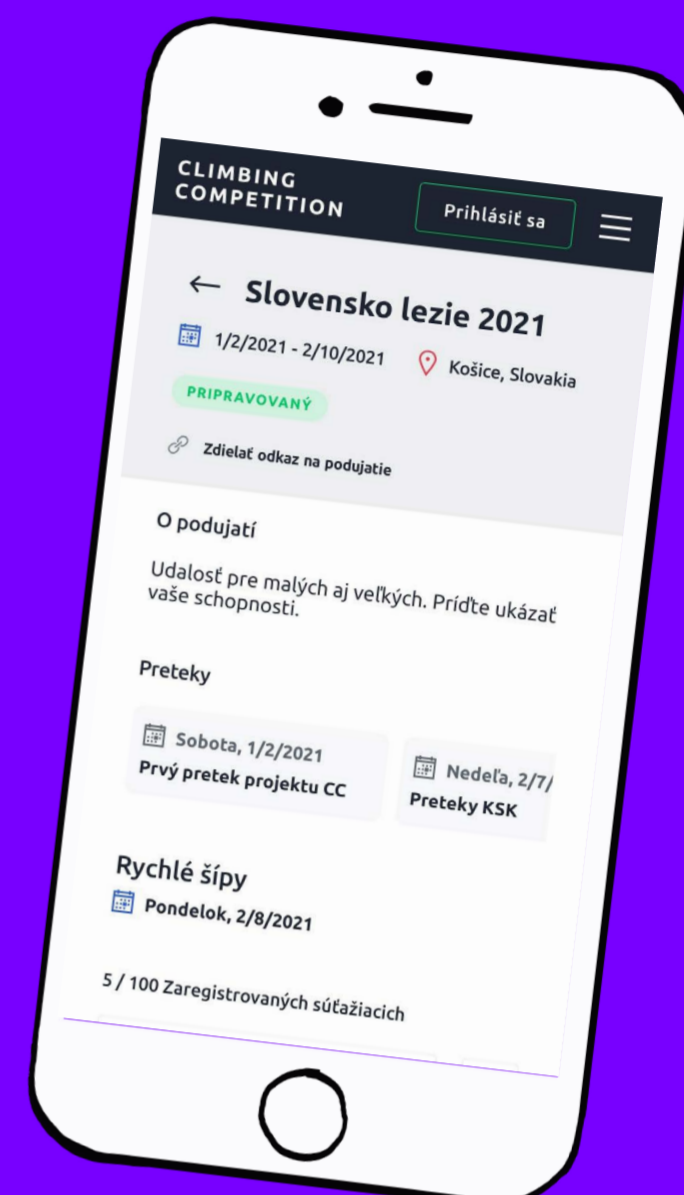 CLIMBING
COMPETITION
Prihlásiť sa
Slovensko lezie 2021
1/2/2021 - 2/10/2021
Košice, Slovakia
PRIPRAVOVANÝ
Zdielať odkaz na podujatie
O podujatí
Udalosť pre malých aj veľkých. Príďte ukázať
vaše schopnosti.
Preteky
Sobota, 1/2/2021
Prvý pretek projektu CC
Nedeľa, 2/7/
Preteky KSK
Rychlé šípy
Pondelok, 2/8/2021
5 / 100 Zaregistrovaných súťažiacich